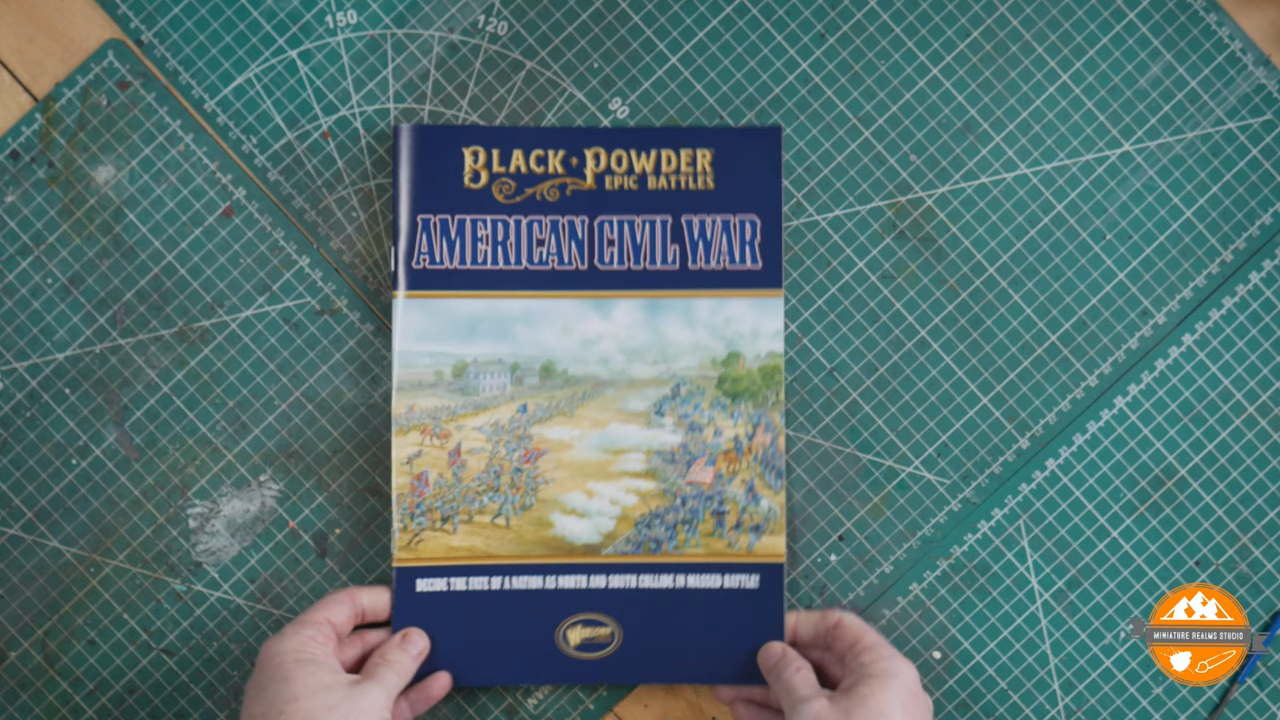 150
120
90
BLACK POWDER
EPIC BATTLES
AMERICAN CIVIL WAR
DECIDE THE FATE OF A NATION AS NORTH AND SOUTH COLLIDE IN MASSED BATTLE!
WARLORD
MINIATURE REALMS STUDIO